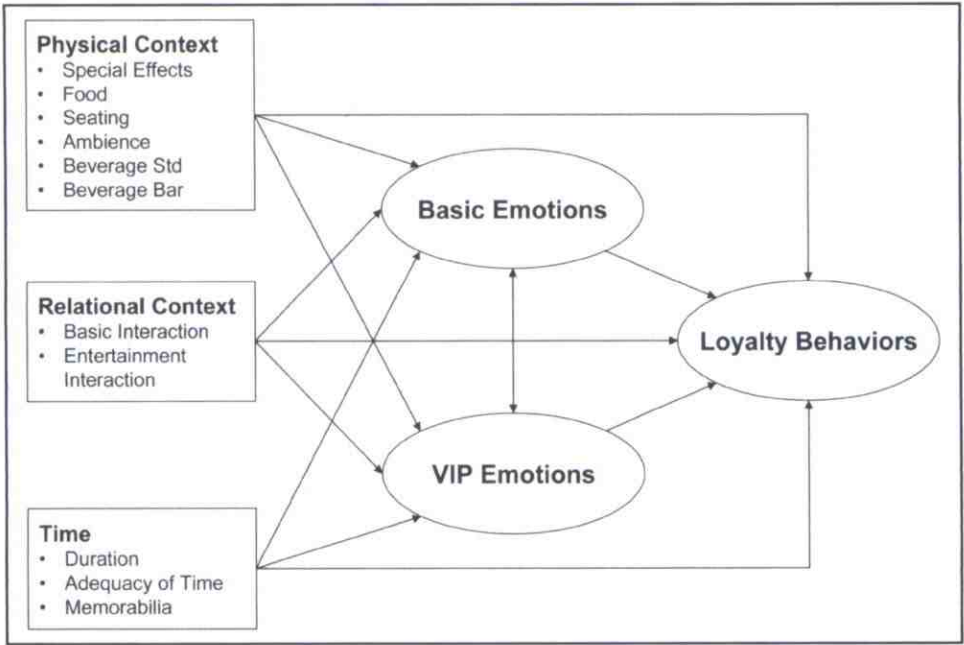 Physical Context
• Special Effects
• Food
• Seating
• Ambience
• Beverage Std
• Beverage Bar
Basic Emotions
Relational Context
• Basic Interaction
• Entertainment
Interaction
Loyalty Behaviors
VIP Emotions
Time
• Duration
• Adequacy of Time
• Memorabilia